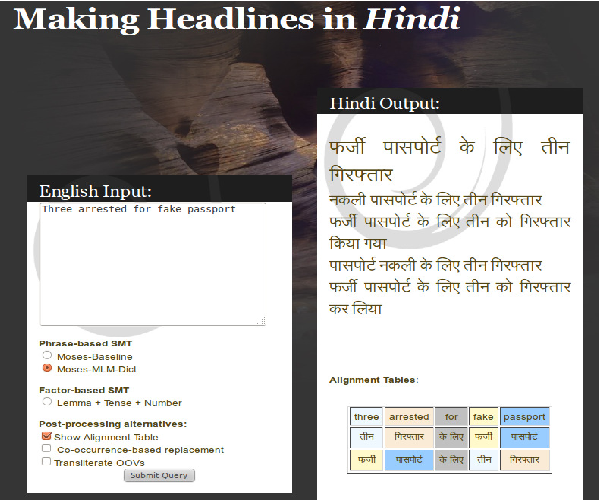 Making Headlines in Hindi
English Input:
Three arrested for fake passport
Phrase-based SMT
Moses-Baseline
Moses-MLM-Dict
Factor-based SMT
Lemma + Tense + Number
Post-processing alternatives:
Show Alignment Table
Co-occurrence-based replacement
Transliterate OOVs
Submit Query
Hindi Output:
फर्जी पासपोर्ट के लिए तीन
गिरफ्तार
नकली पासपोर्ट के लिए तीन गिरफ्तार
फर्जी पासपोर्ट के लिए तीन को गिरफ्तार
किया गया
पासपोर्ट नकली के लिए तीन गिरफ्तार
फर्जी पासपोर्ट के लिए तीन को गिरफ्तार
कर लिया
Alignment Tables:
three arrested for fake passport
तीन गिरफ्तार के लिए फर्जी पासपोर्ट
फर्जी पासपोर्ट के लिए तीन गिरफ्तार